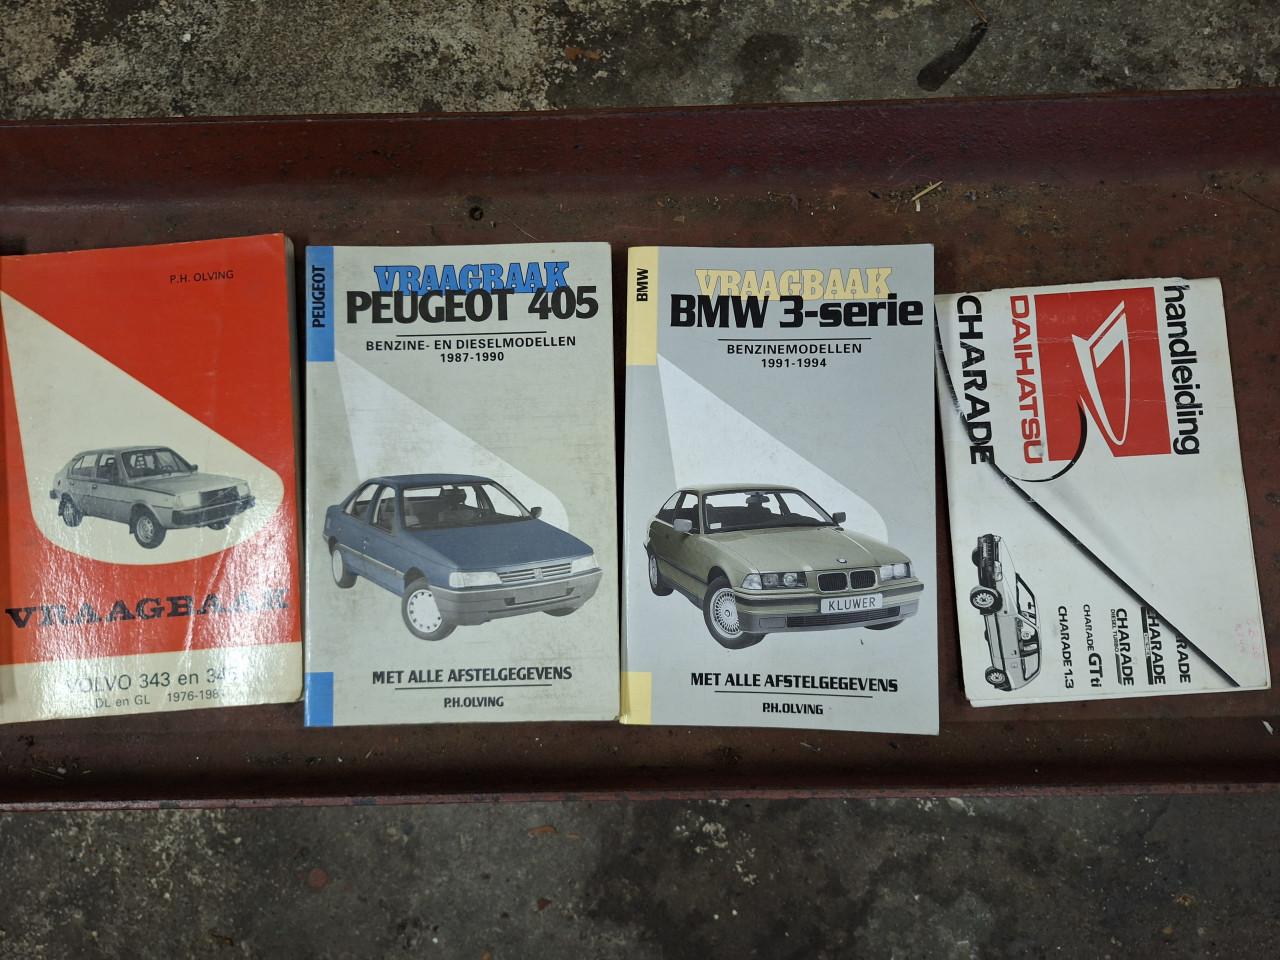 P.H. OLVING
VRAAGBAAK
VOLVO 343 en
DL en GL 1976-
PEUGEOT
VRAAGBAAK
PEUGEOT 405
BENZINE- EN DIESELMODELLEN
1987-1990
MET ALLE AFSTELGEGEVENS
P.H.OLVING
BMW
VRAAGBAAK
BMW 3-serie
BENZINEMODELLEN
1991-1994
KLUWER
MET ALLE AFSTELGEGEVENS
P.H.OLVING
handleiding
DAIHATSU
CHARADE
CHARADE
CHARADE
DIESEL TURBO
CHARADE GTti
CHARADE 1.3